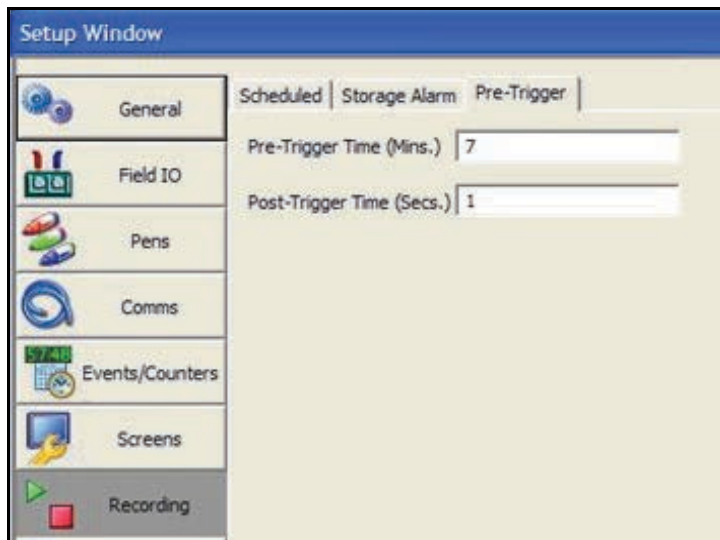 Setup Window
General
Field IO
Pens
Comms
57:48
Events/Counters
Screens
Recording
Scheduled
Storage Alarm
Pre-Trigger
Pre-Trigger Time (Mins.) 7
Post-Trigger Time (Secs.) 1